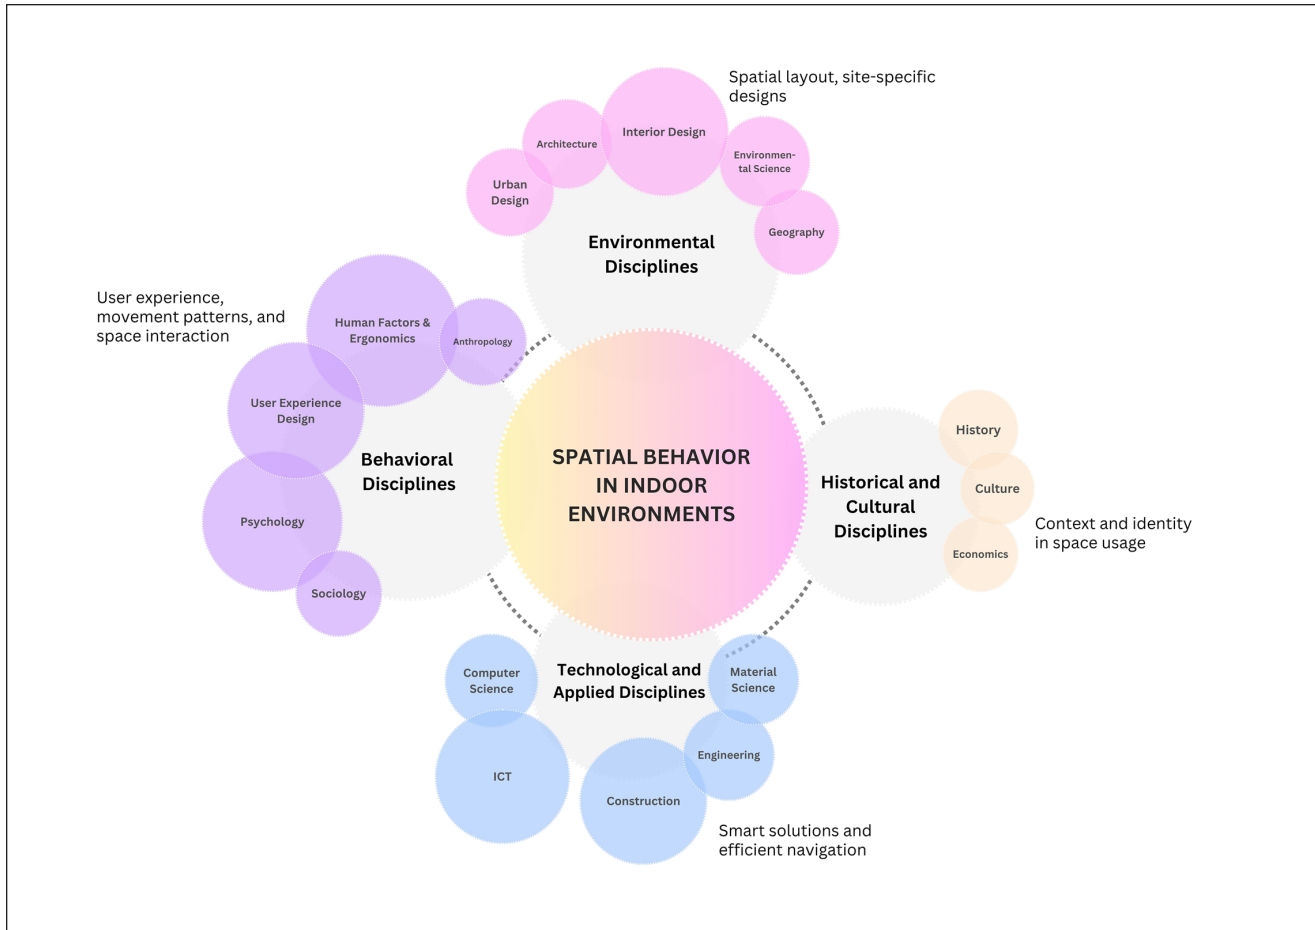 Spatial layout, site-specific
designs
Interior Design
Architecture
Environmen-
tal Science
Urban
Design
Geography
Environmental
Disciplines
User experience,
movement patterns, and
space interaction
Human Factors &
Ergonomics
Anthropology
User Experience
Design
Behavioral
Disciplines
Psychology
Sociology
SPATIAL BEHAVIOR
IN INDOOR
ENVIRONMENTS
Historical and
Cultural
Disciplines
History
Culture
Economics
Context and identity
in space usage
Technological and
Applied Disciplines
Computer
Science
Material
Science
ICT
Engineering
Construction
Smart solutions and
efficient navigation